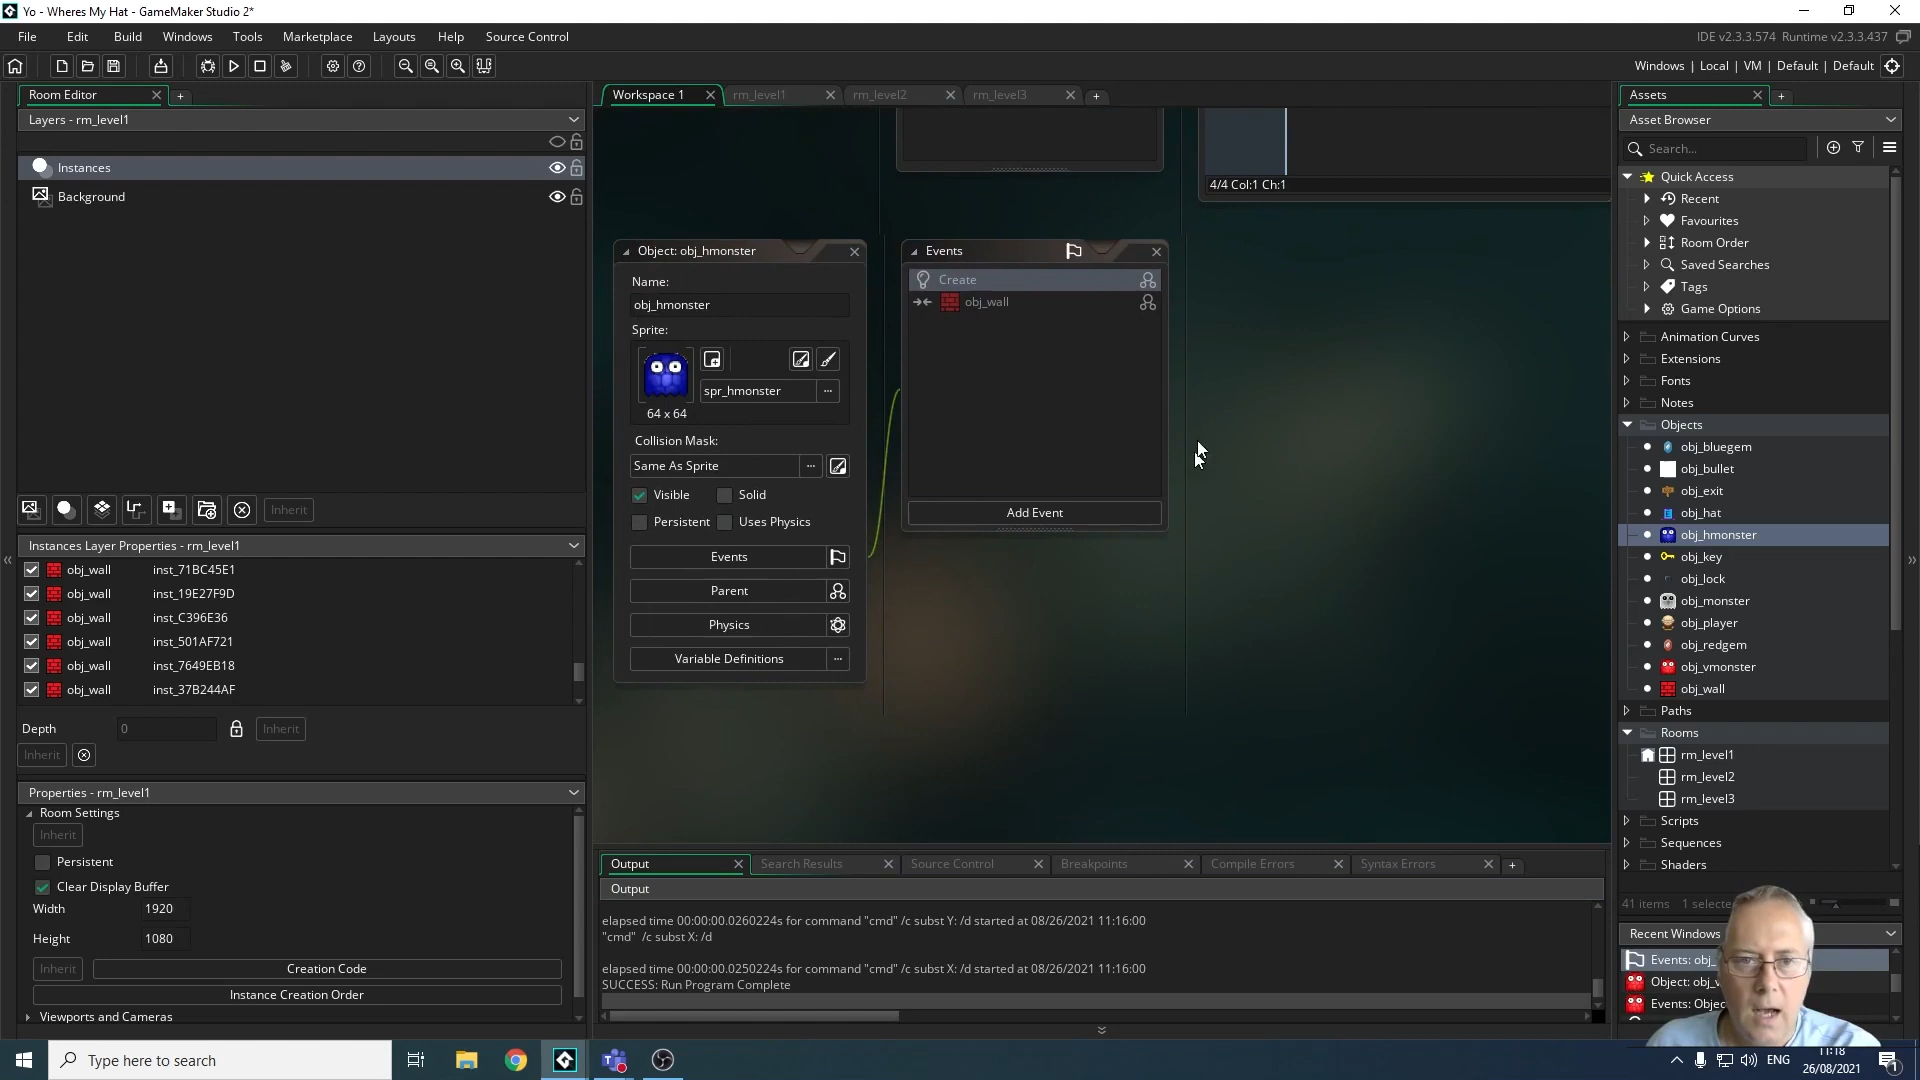 Yo - Wheres My Hat - GameMaker Studio 2*
File Edit Build Windows Tools Marketplace Layouts Help Source Control
IDE v2.3.3.574 Runtime v2.3.3.437
Windows | Local | VM | Default | Default
Room Editor
Layers - rm_level1
Instances
Background
Inherit
Instances Layer Properties - rm_level1
obj_wall inst_71BC45E1
obj_wall inst_19E27F9D
obj_wall inst_C396E36
obj_wall inst_501AF721
obj_wall inst_7649EB18
obj_wall inst_37B244AF
Depth 0 Inherit
Inherit
Properties - rm_level1
Room Settings
Inherit
Persistent
Clear Display Buffer
Width 1920
Height 1080
Inherit Creation Code
Instance Creation Order
Viewports and Cameras
Workspace 1 rm_level1 rm_level2 rm_level3
4/4 Col:1 Ch:1
Object: obj_hmonster
Name:
obj_hmonster
Sprite:
spr_hmonster
64 x 64
Collision Mask:
Same As Sprite
Visible Solid
Persistent Uses Physics
Events
Parent
Physics
Variable Definitions
Events
Create
obj_wall
Add Event
Output Search Results Source Control Breakpoints Compile Errors Syntax Errors
Output
elapsed time 00:00:00.0260224s for command "cmd" /c subst Y: /d started at 08/26/2021 11:16:00
"cmd" /c subst X: /d
elapsed time 00:00:00.0250224s for command "cmd" /c subst X: /d started at 08/26/2021 11:16:00
SUCCESS: Run Program Complete
Assets
Asset Browser
Search...
Quick Access
Recent
Favourites
Room Order
Saved Searches
Tags
Game Options
Animation Curves
Extensions
Fonts
Notes
Objects
obj_bluegem
obj_bullet
obj_exit
obj_hat
obj_hmonster
obj_key
obj_lock
obj_monster
obj_player
obj_redgem
obj_vmonster
obj_wall
Paths
Rooms
rm_level1
rm_level2
rm_level3
Scripts
Sequences
Shaders
41 items
Recent Windows
Events: obj_
Object: obj_
Events: Objec
Type here to search
ENG
11:18
26/08/2021
1